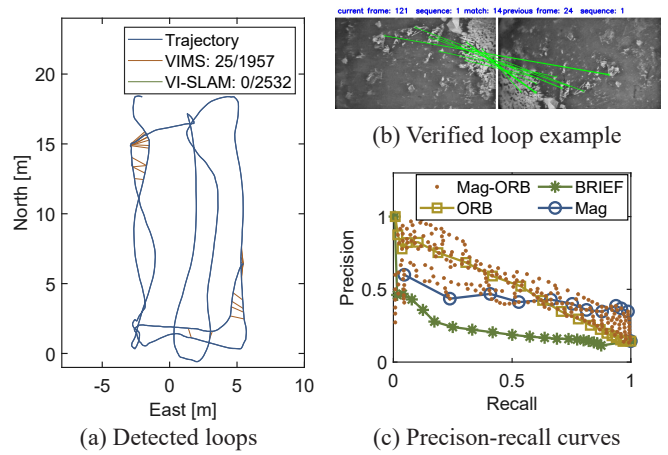 20
15
10
5
0
North [m]
-5
0
5
10
East [m]
Trajectory
VIMS: 25/1957
VI-SLAM: 0/2532
(a) Detected loops
current frame: 121 sequence: 1 match: 14 previous frame: 24 sequence: 1
(b) Verified loop example
Mag-ORB
BRIEF
ORB
Mag
1
0.5
0
Precision
0
0.5
1
Recall
(c) Precison-recall curves